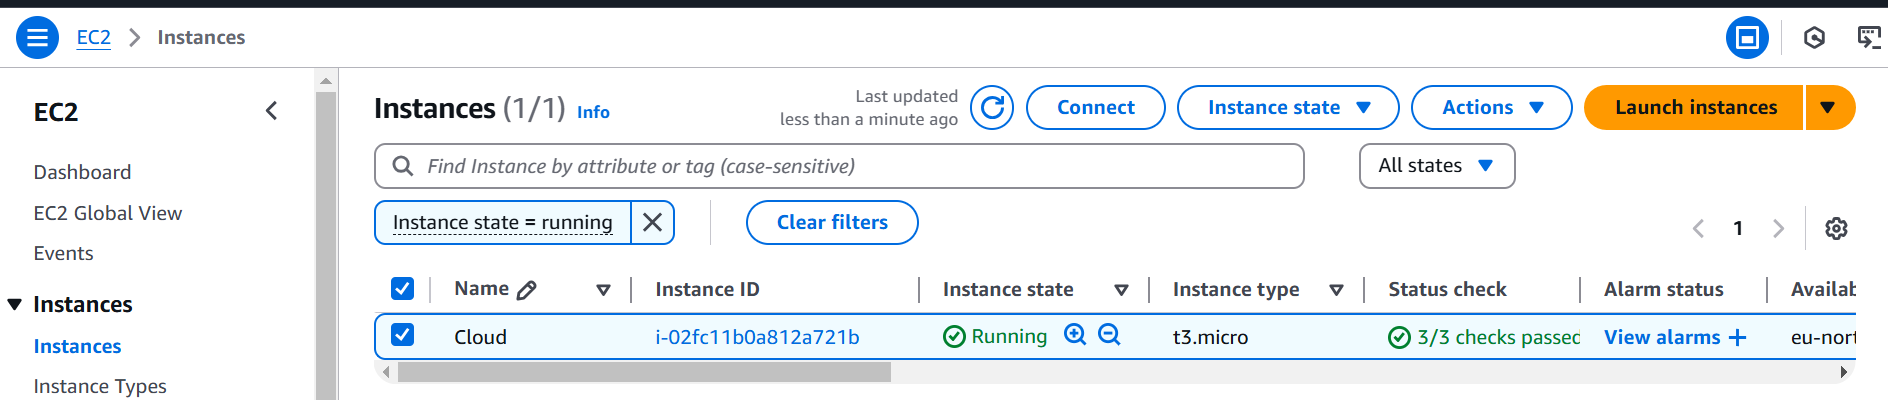 EC2 Instances
EC2
Dashboard
EC2 Global View
Events
Instances
Instances
Instance Types
Instances (1/1) Info
Last updated
less than a minute ago
Connect
Instance state
Actions
Launch instances
Find Instance by attribute or tag (case-sensitive)
All states
Instance state = running
Clear filters
1
Name Instance ID Instance state Instance type Status check Alarm status Availab
Cloud i-02fc11b0a812a721b Running t3.micro 3/3 checks passed View alarms + eu-nort